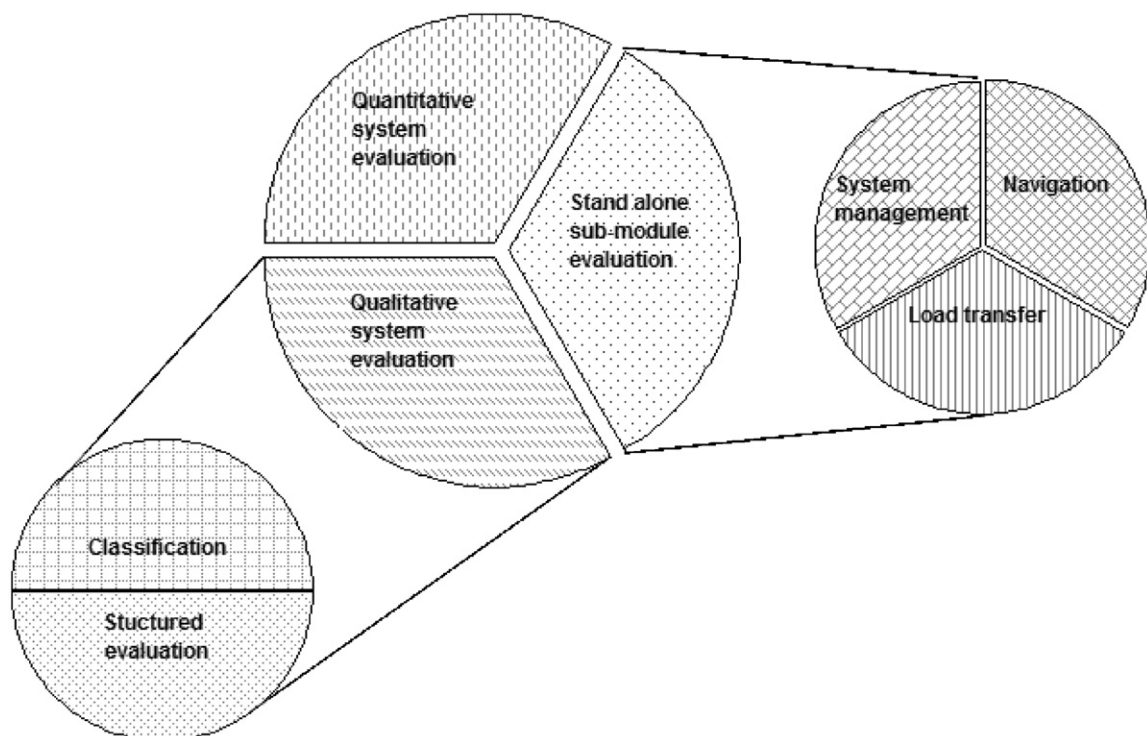 Quantitative
system
evaluation
Stand alone
sub-module
evaluation
Qualitative
system
evaluation
System
management
Navigation
Load transfer
Classification
Stuctured
evaluation